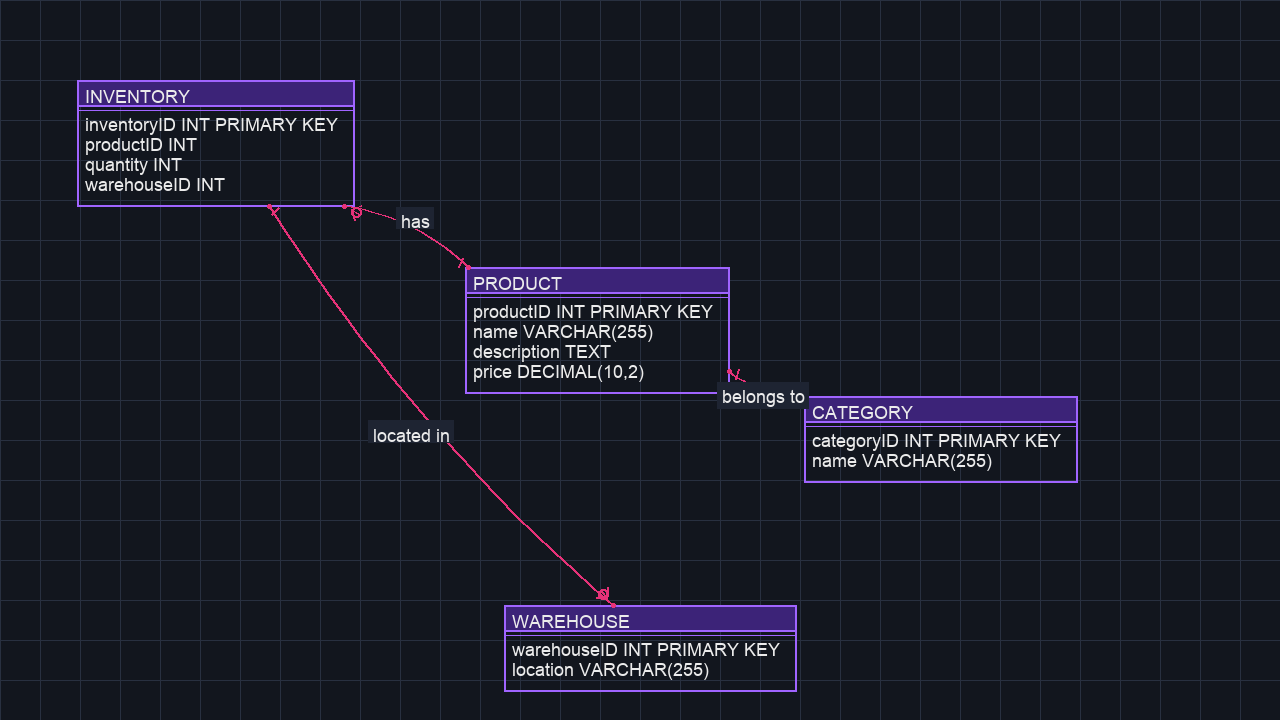 INVENTORY
inventoryID INT PRIMARY KEY
productID INT
quantity INT
warehouseID INT
has
PRODUCT
productID INT PRIMARY KEY
name VARCHAR(255)
description TEXT
price DECIMAL(10,2)
belongs to
CATEGORY
categoryID INT PRIMARY KEY
name VARCHAR(255)
located in
WAREHOUSE
warehouseID INT PRIMARY KEY
location VARCHAR(255)